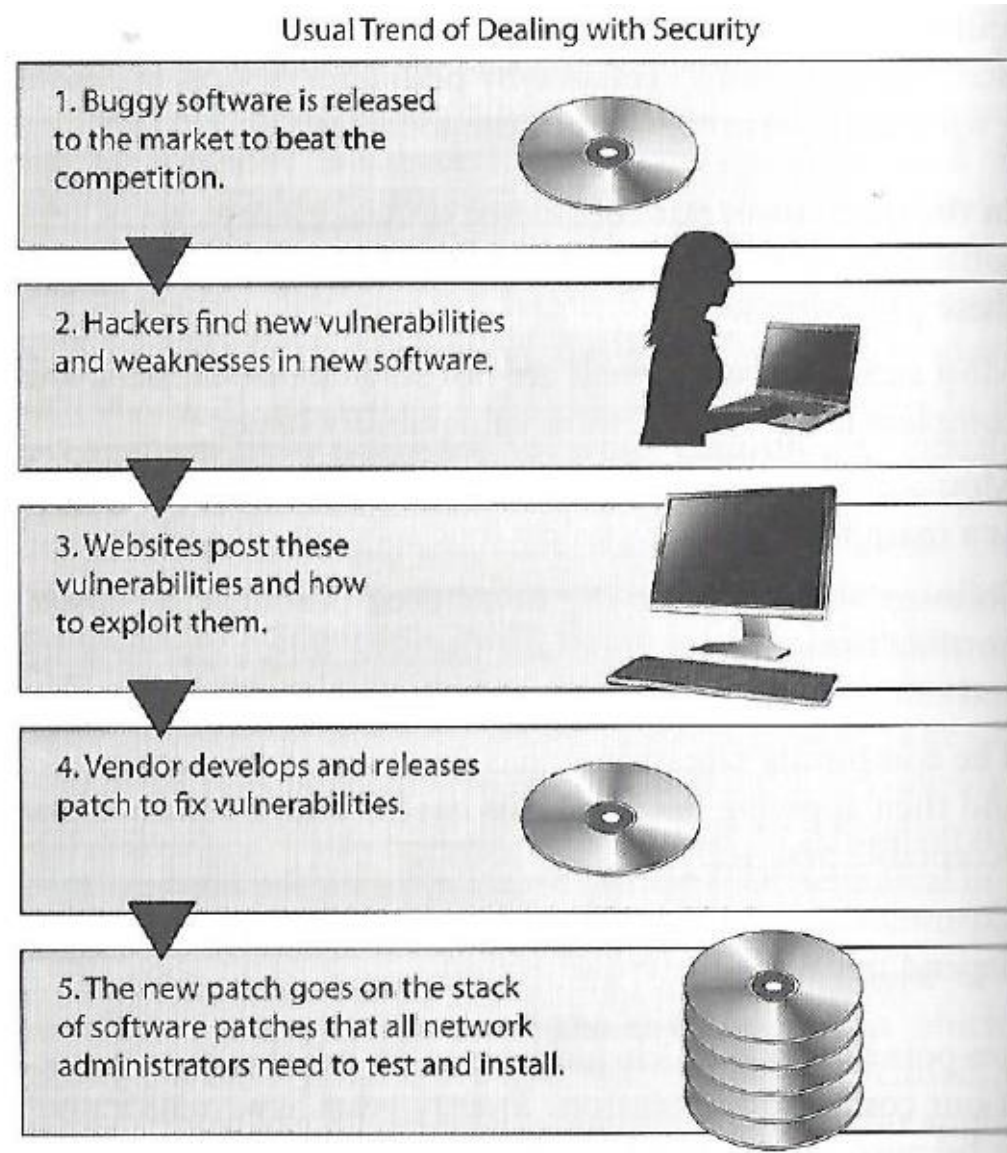 Usual Trend of Dealing with Security
1. Buggy software is released
to the market to beat the
competition.
2. Hackers find new vulnerabilities
and weaknesses in new software.
3. Websites post these
vulnerabilities and how
to exploit them.
4. Vendor develops and releases
patch to fix vulnerabilities.
5. The new patch goes on the stack
of software patches that all network
administrators need to test and install.